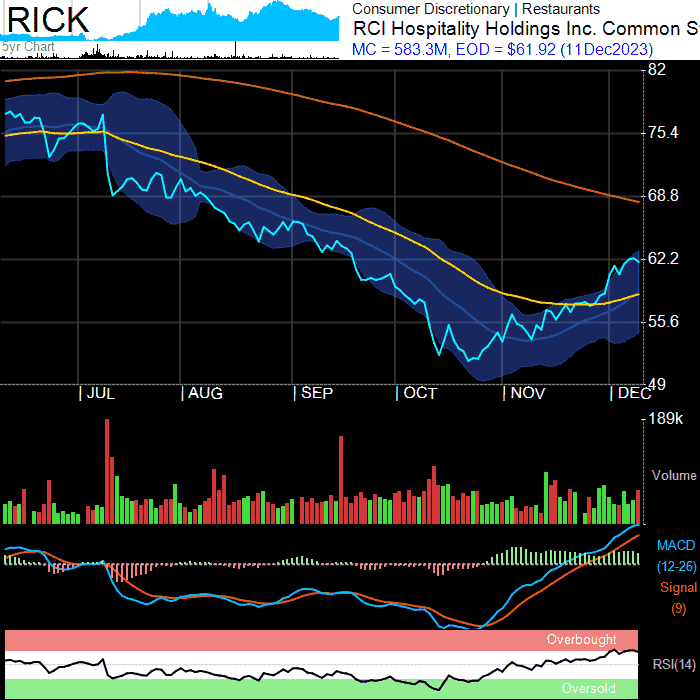 RICK
5yr Chart
Consumer Discretionary | Restaurants
RCI Hospitality Holdings Inc. Common S
MC = 583.3M, EOD = $61.92 (11Dec2023)
82
75.4
68.8
62.2
55.6
49
| JUL | AUG | SEP | OCT | NOV | DEC
189k
Volume
MACD
(12-26)
Signal
(9)
Overbought
RSI(14)
Oversold